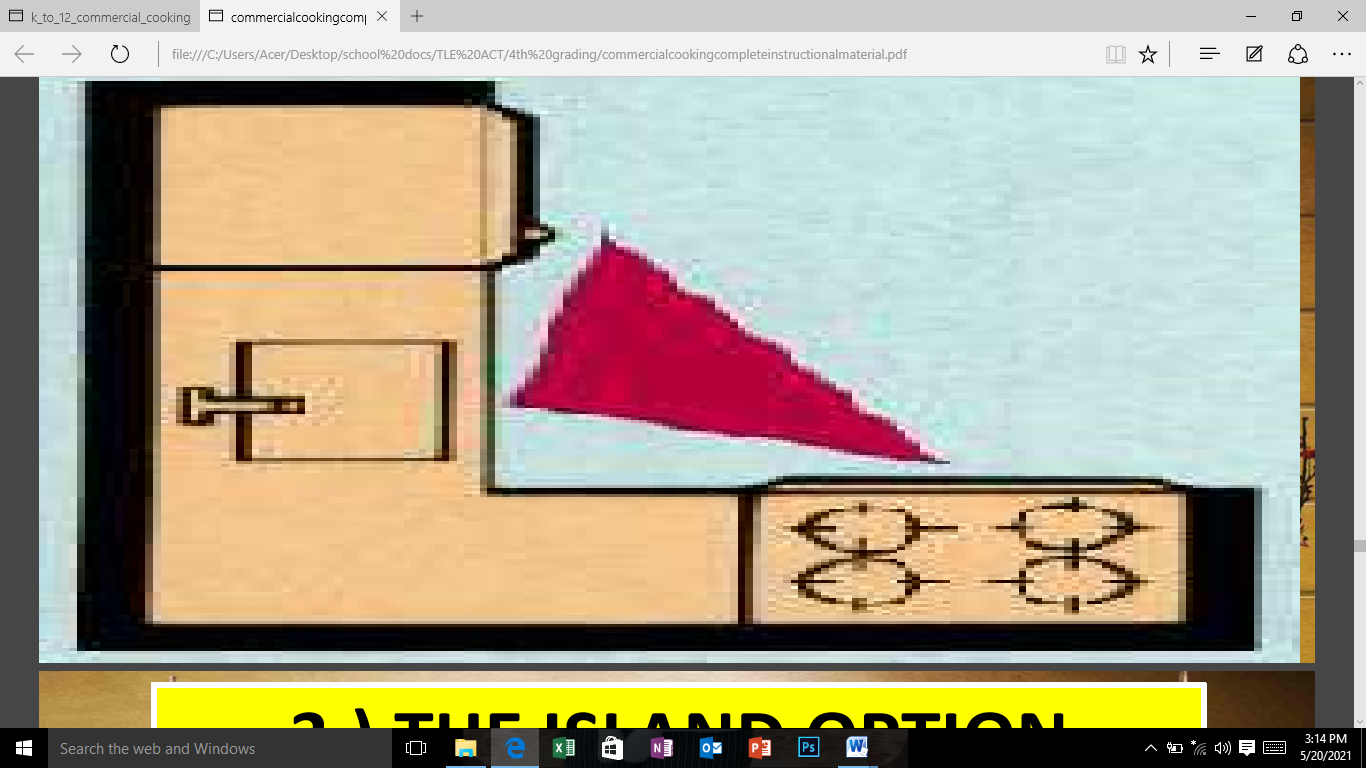 k_to_12_commercial_cooking
commercialcookingcomp
file:///C:/Users/Acer/Desktop/school%20docs/TLE%20ACT/4th%20grading/commercialcookingcompleteinstructionalmaterial.pdf
THE ISLAND OPTION
Search the web and Windows
3:14 PM
5/20/2021